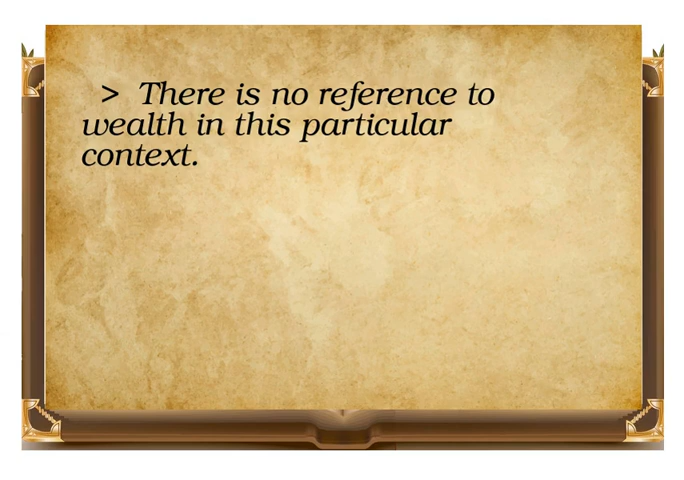 > There is no reference to
wealth in this particular
context.